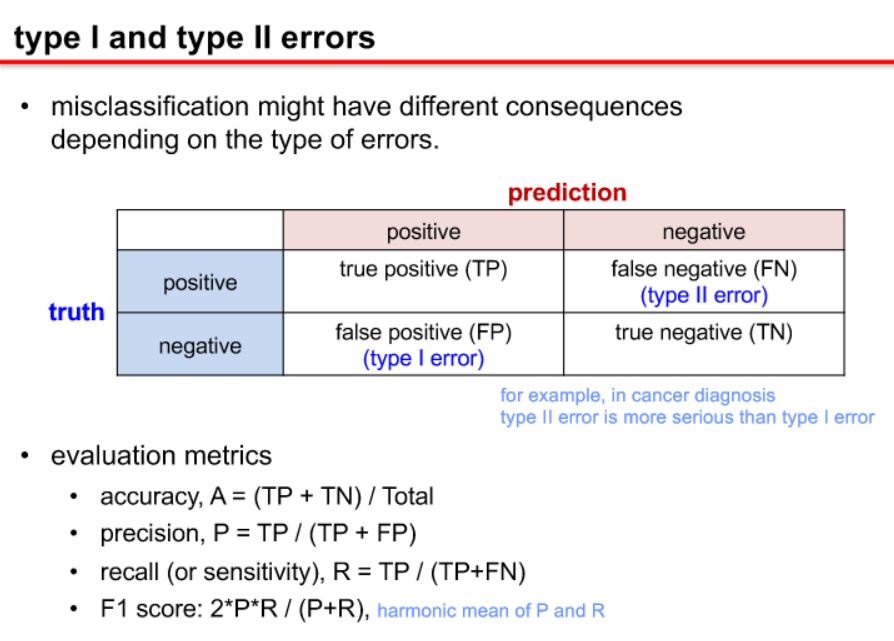 type I and type II errors
• misclassification might have different consequences
depending on the type of errors.
prediction
positive negative
truth
positive true positive (TP) false negative (FN)
(type II error)
negative false positive (FP) true negative (TN)
(type I error)
for example, in cancer diagnosis
type II error is more serious than type I error
• evaluation metrics
• accuracy, A = (TP + TN) / Total
• precision, P = TP / (TP + FP)
• recall (or sensitivity), R = TP / (TP+FN)
• F1 score: 2*P*R / (P+R), harmonic mean of P and R